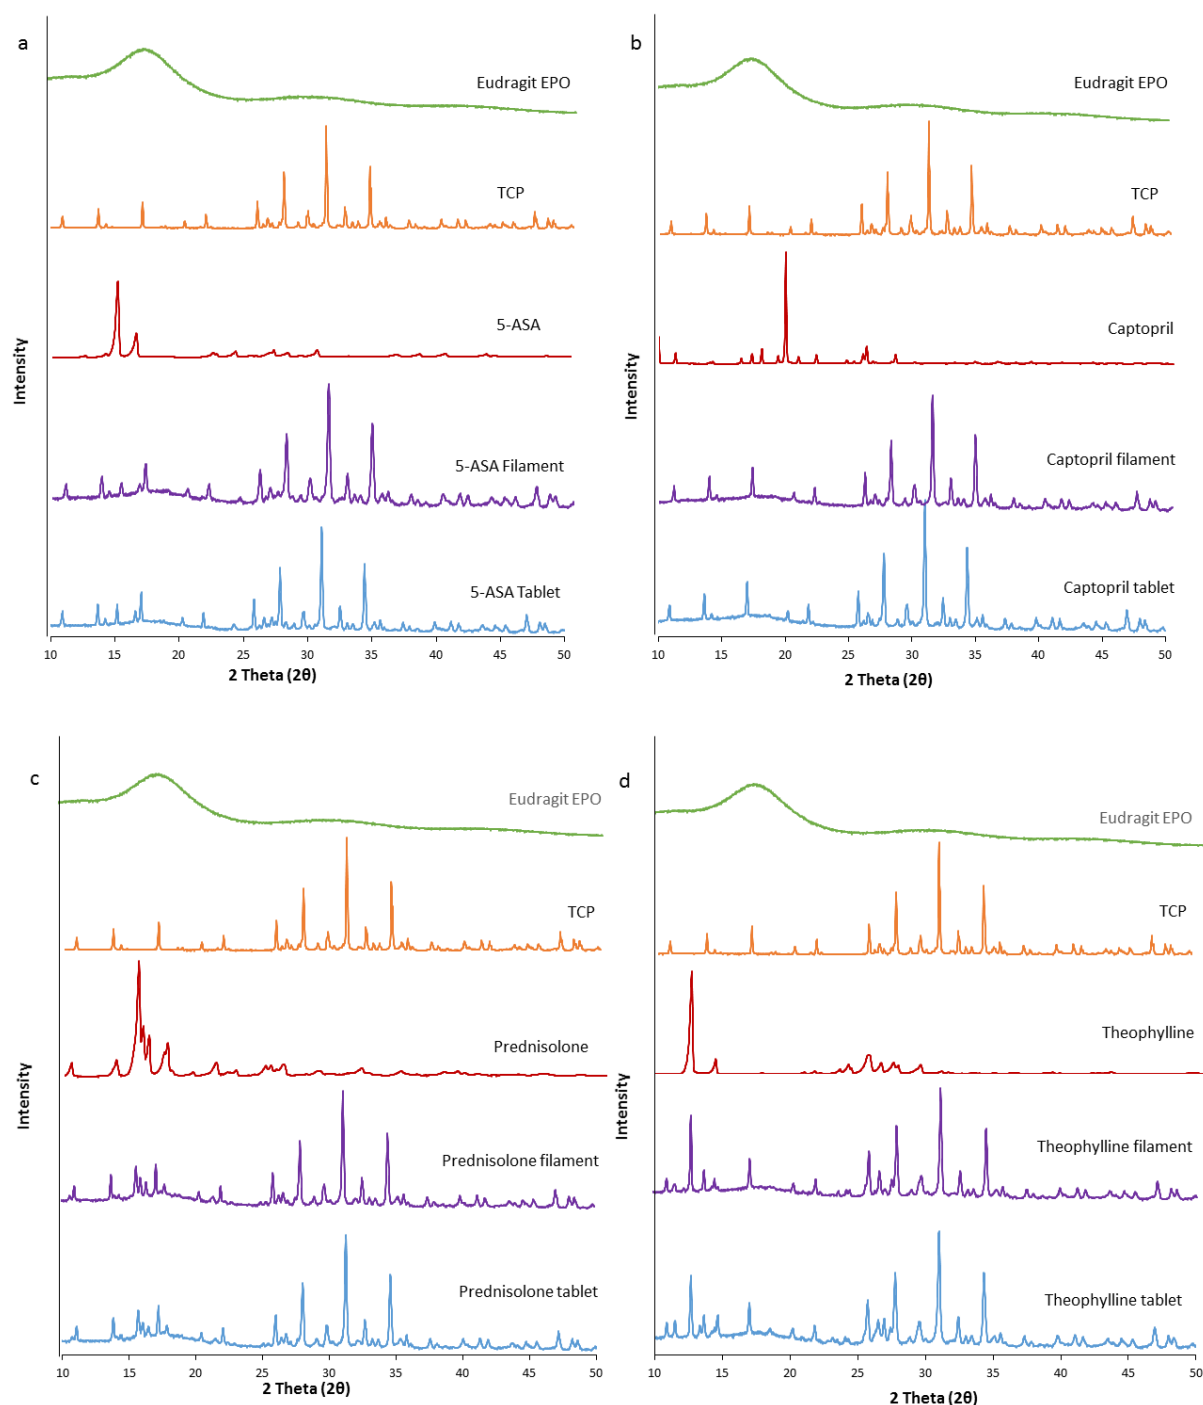 a
Eudragit EPO
TCP
5-ASA
5-ASA Filament
5-ASA Tablet
Intensity
10 15 20 25 30 35 40 45 50
2 Theta (2θ)
b
Eudragit EPO
TCP
Captopril
Captopril filament
Captopril tablet
Intensity
10 15 20 25 30 35 40 45 50
2 Theta (2θ)
c
Eudragit EPO
TCP
Prednisolone
Prednisolone filament
Prednisolone tablet
Intensity
10 15 20 25 30 35 40 45 50
2 Theta (2θ)
d
Eudragit EPO
TCP
Theophylline
Theophylline filament
Theophylline tablet
Intensity
10 15 20 25 30 35 40 45 50
2 Theta (2θ)